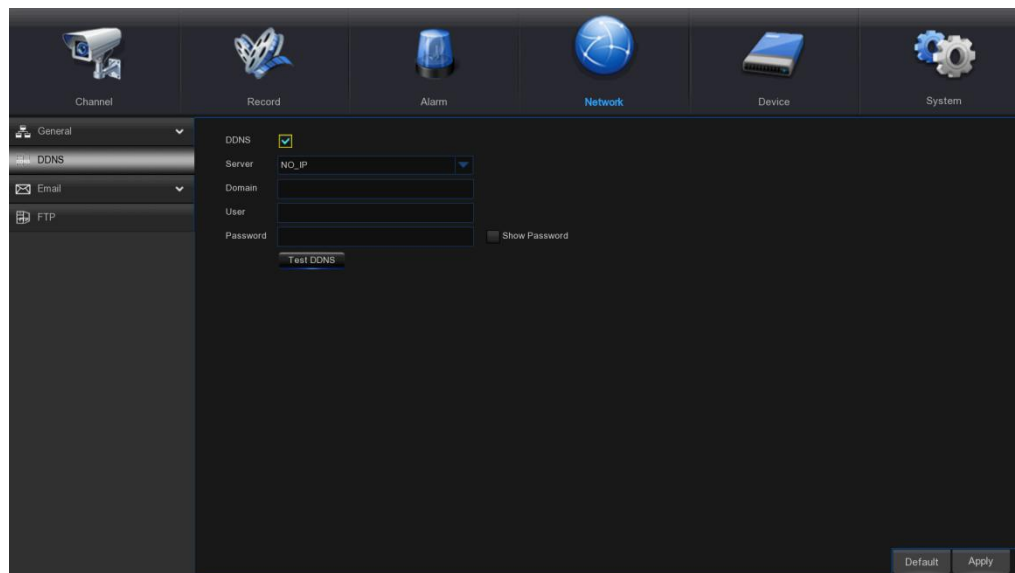 Channel Record Alarm Network Device System
General
DDNS
Email
FTP
DDNS
Server NO_IP
Domain
User
Password Show Password
Test DDNS
Default Apply